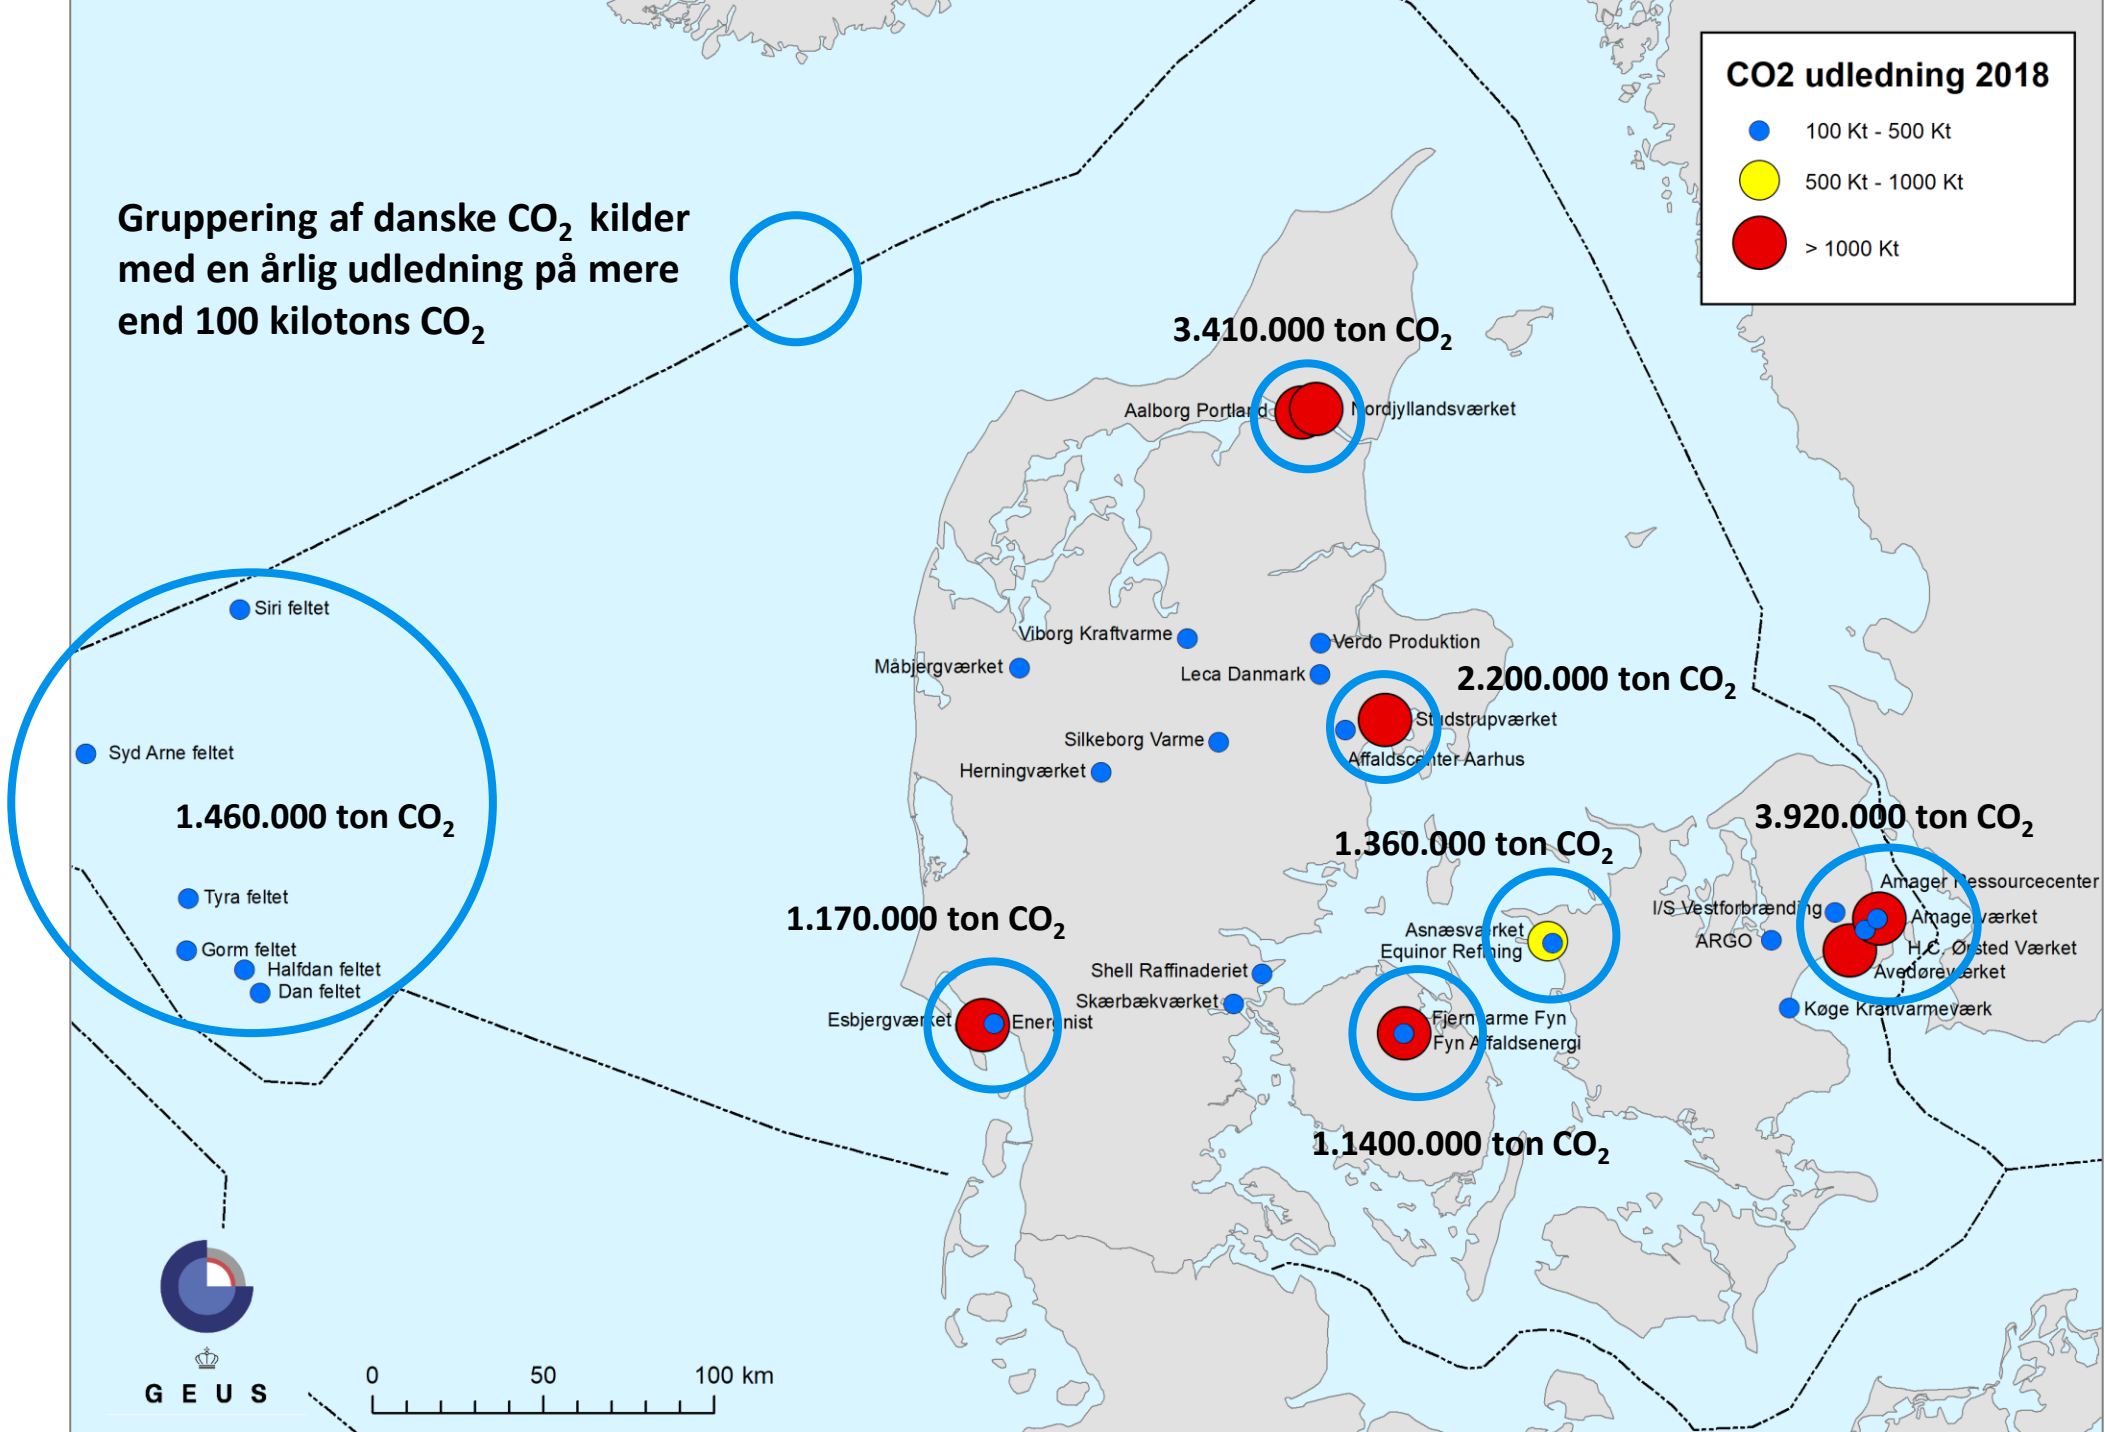 CO2 udledning 2018
100 Kt - 500 Kt
500 Kt - 1000 Kt
> 1000 Kt
Gruppering af danske CO₂ kilder
med en årlig udledning på mere
end 100 kilotons CO₂
3.410.000 ton CO₂
Aalborg Portland
Nordjyllandsværket
Siri feltet
Viborg Kraftvarme
Verdo Produktion
Måbjergværket
Leca Danmark
2.200.000 ton CO₂
Studstrupværket
Syd Arne feltet
Silkeborg Varme
Affaldscenter Aarhus
Herningværket
1.460.000 ton CO₂
3.920.000 ton CO₂
1.360.000 ton CO₂
Amager Ressourcecenter
Tyra feltet
I/S Vestforbrænding
Amagerværket
1.170.000 ton CO₂
Asnæsværket
ARGO
Gorm feltet
Equinor Refining
H.C. Ørsted Værket
Halfdan feltet
Shell Raffinaderiet
Avedøreværket
Dan feltet
Skærbækværket
Køge Kraftvarmeværk
Esbjergværket
Energnist
Fjernvarme Fyn
Fyn Affaldsenergi
1.1400.000 ton CO₂
0 50 100 km
GEUS